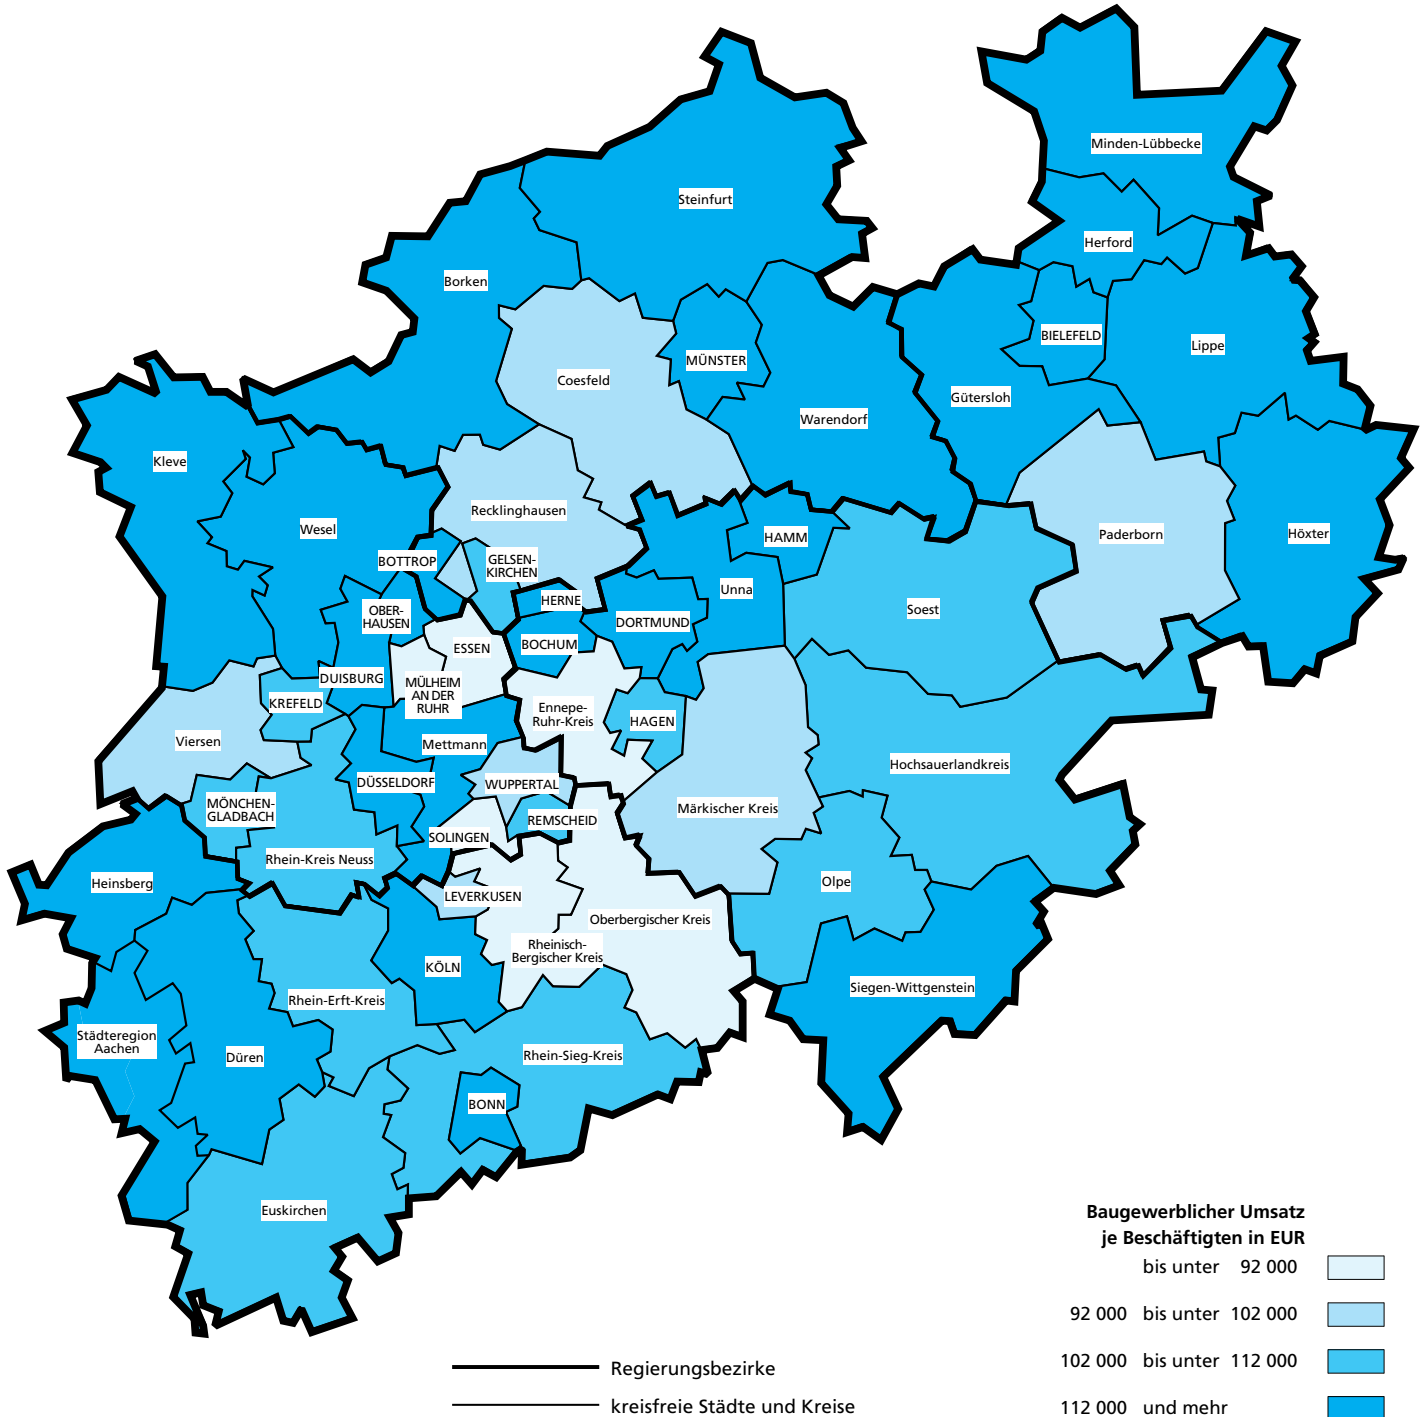 Minden-Lübbecke
Steinfurt
Herford
Borken
BIELEFELD
Lippe
MÜNSTER
Coesfeld
Gütersloh
Warendorf
Kleve
Recklinghausen
Wesel
Paderborn
Höxter
HAMM
BOTTROP
GELSEN-
KIRCHEN
Unna
HERNE
Soest
OBER-
HAUSEN
DORTMUND
BOCHUM
ESSEN
DUISBURG
MÜLHEIM
AN DER
RUHR
KREFELD
Ennepe-
Ruhr-Kreis
HAGEN
Viersen
Mettmann
Hochsauerlandkreis
DÜSSELDORF
WUPPERTAL
MÖNCHEN-
GLADBACH
Märkischer Kreis
REMSCHEID
SOLINGEN
Rhein-Kreis Neuss
Heinsberg
Olpe
LEVERKUSEN
Oberbergischer Kreis
Rheinisch-
Bergischer Kreis
KÖLN
Siegen-Wittgenstein
Rhein-Erft-Kreis
Städteregion
Aachen
Düren
Rhein-Sieg-Kreis
BONN
Euskirchen
Baugewerblicher Umsatz
je Beschäftigten in EUR
bis unter 92 000
92 000 bis unter 102 000
102 000 bis unter 112 000
112 000 und mehr
Regierungsbezirke
kreisfreie Städte und Kreise